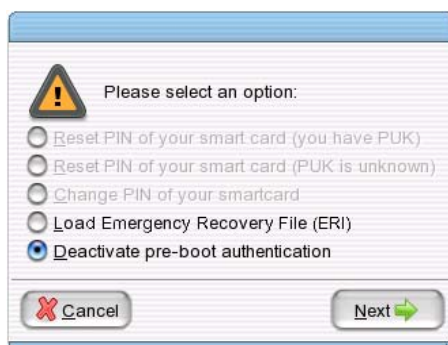 Please select an option:
Reset PIN of your smart card (you have PUK)
Reset PIN of your smart card (PUK is unknown)
Change PIN of your smartcard
Load Emergency Recovery File (ERI)
Deactivate pre-boot authentication
Cancel
Next